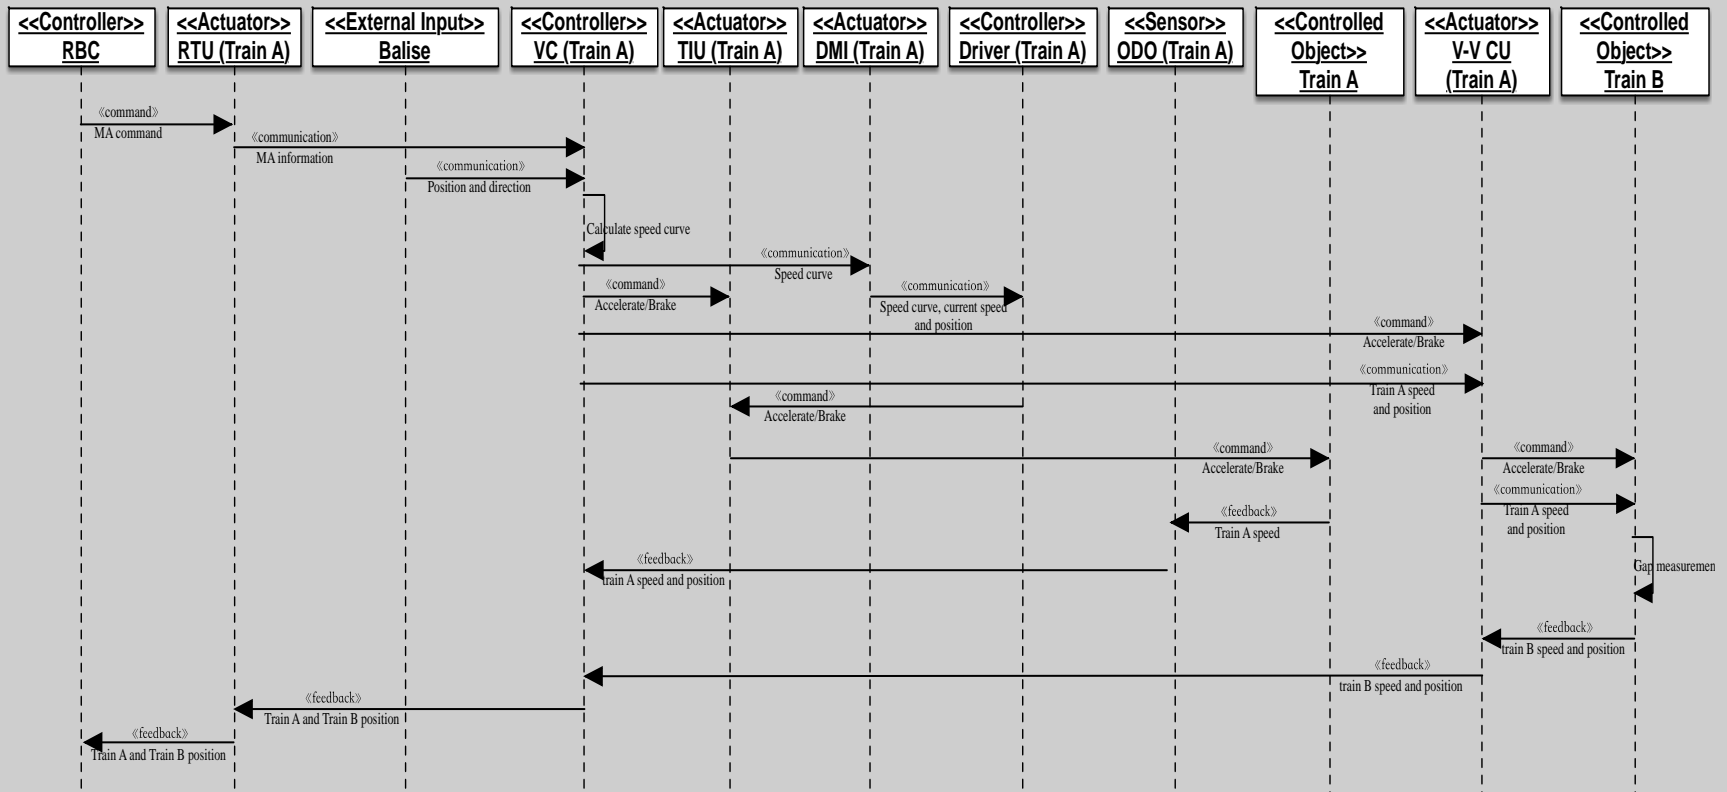 <<Controller>>
RBC
<<Actuator>>
RTU (Train A)
<<External Input>>
Balise
<<Controller>>
VC (Train A)
<<Actuator>>
TIU (Train A)
<<Actuator>>
DMI (Train A)
<<Controller>>
Driver (Train A)
<<Sensor>>
ODO (Train A)
<<Controlled
Object>>
Train A
<<Actuator>>
V-V CU
(Train A)
<<Controlled
Object>>
Train B
《command》
MA command
《communication》
MA information
《communication》
Position and direction
Calculate speed curve
《communication》
Speed curve
《command》
Accelerate/Brake
《communication》
Speed curve, current speed
and position
《command》
Accelerate/Brake
《communication》
Train A speed
and position
《command》
Accelerate/Brake
《command》
Accelerate/Brake
《command》
Accelerate/Brake
《communication》
Train A speed
and position
《feedback》
Train A speed
《feedback》
train A speed and position
Gap measuremen
《feedback》
train B speed and position
《feedback》
train B speed and position
《feedback》
Train A and Train B position
《feedback》
Train A and Train B position